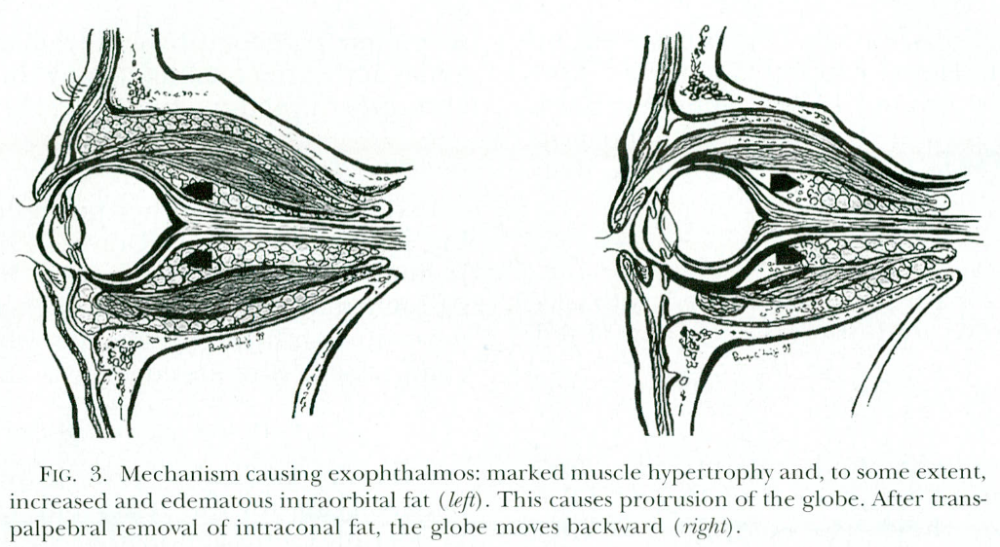 FIG. 3. Mechanism causing exophthalmos: marked muscle hypertrophy and, to some extent,
increased and edematous intraorbital fat (left). This causes protrusion of the globe. After trans-
palpebral removal of intraconal fat, the globe moves backward (right).